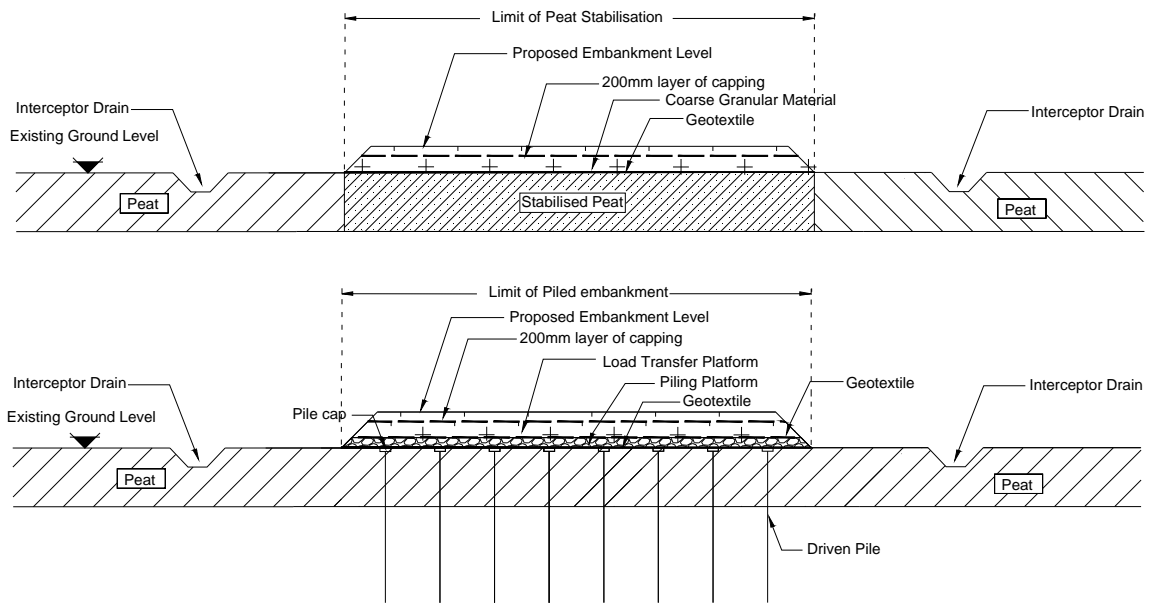 Limit of Peat Stabilisation
Proposed Embankment Level
200mm layer of capping
Interceptor Drain
Coarse Granular Material
Interceptor Drain
Existing Ground Level
Geotextile
Peat
Stabilised Peat
Peat
Limit of Piled embankment
Proposed Embankment Level
200mm layer of capping
Load Transfer Platform
Interceptor Drain
Piling Platform
Geotextile
Interceptor Drain
Existing Ground Level
Pile cap
Geotextile
Peat
Peat
Driven Pile